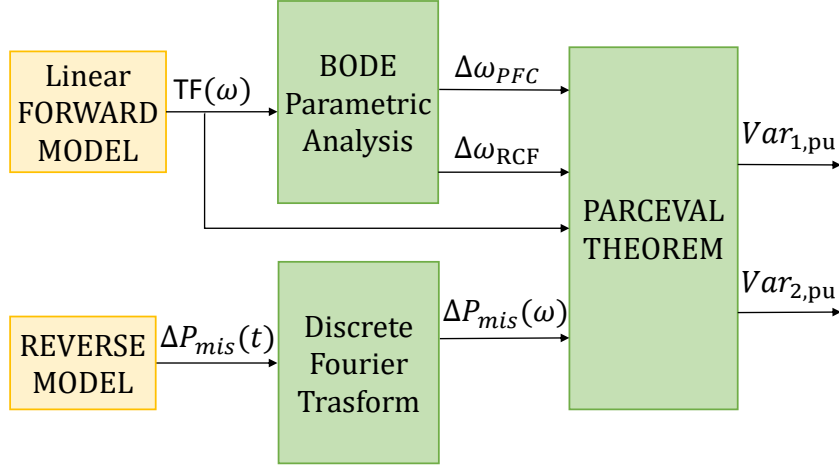 Linear
FORWARD
MODEL
TF(ω)
BODE
Parametric
Analysis
Δω_PFC
Δω_RCF
PARCEVAL
THEOREM
Var_1,pu
Var_2,pu
REVERSE
MODEL
ΔP_mis(t)
Discrete
Fourier
Trasform
ΔP_mis(ω)